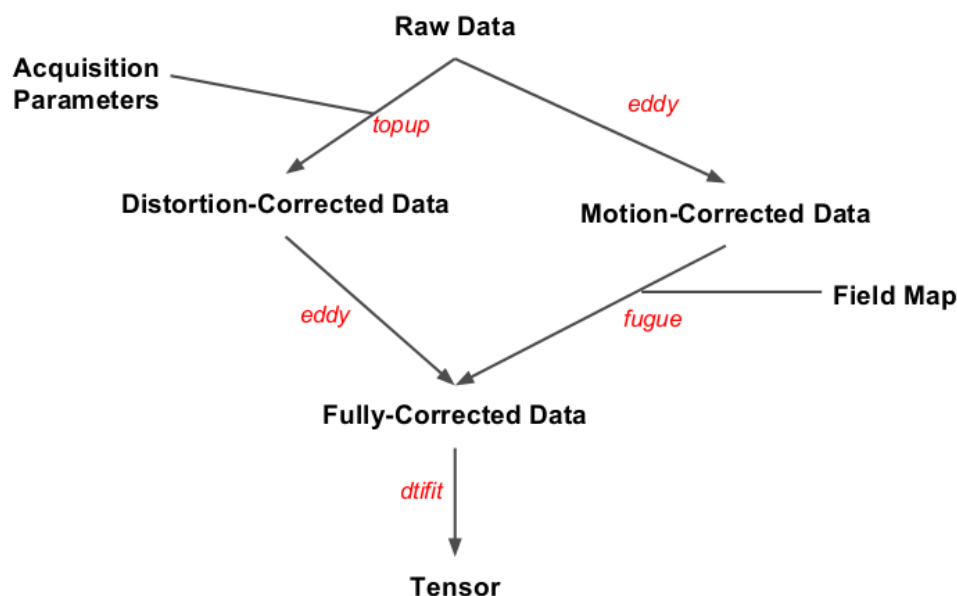 Raw Data
Acquisition
Parameters
topup
eddy
Distortion-Corrected Data
Motion-Corrected Data
eddy
fugue
Field Map
Fully-Corrected Data
dtifit
Tensor